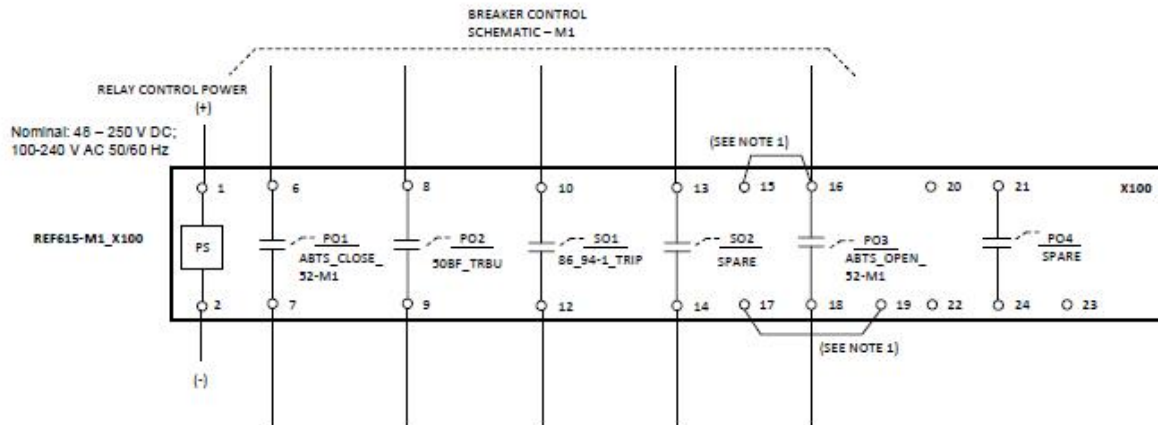 BREAKER CONTROL
SCHEMATIC – M1
RELAY CONTROL POWER
(+)
Nominal: 48 – 250 V DC;
100-240 V AC 50/60 Hz
(SEE NOTE 1)
1 6 8 10 13 15 16 20 21 X100
REF615-M1_X100
PS
PO1
ABTS_CLOSE_
52-M1
PO2
50BF_TRBU
SO1
86_94-1_TRIP
SO2
SPARE
PO3
ABTS_OPEN_
52-M1
PO4
SPARE
2 7 9 12 14 17 18 19 22 24 23
(SEE NOTE 1)
(-)